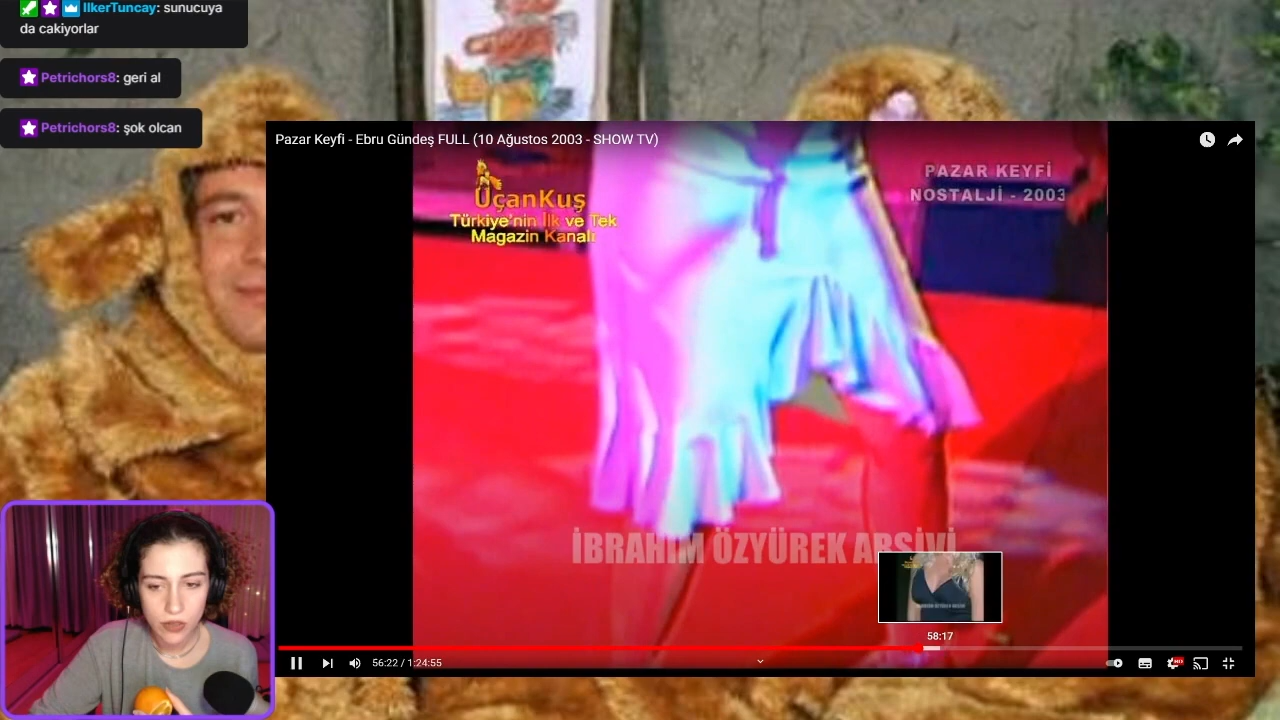 IlkerTuncay: sunucuya
da cakiyorlar
Petrichors8: geri al
Petrichors8: şok olcan
Pazar Keyfi - Ebru Gündeş FULL (10 Ağustos 2003 - SHOW TV)
UçanKuş
Türkiye'nin İlk ve Tek
Magazin Kanalı
PAZAR KEYFİ
NOSTALJİ - 2003
İBRAHİM ÖZYÜREK ARŞİVİ
58:17
56:22 / 1:24:55
HD